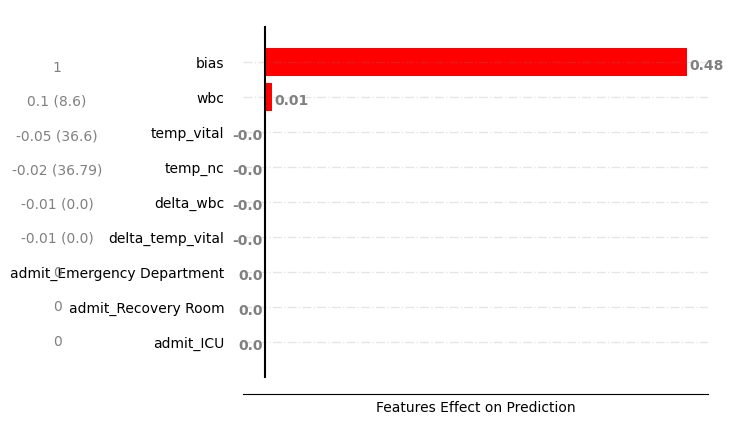 1 bias 0.48
0.1 (8.6) wbc 0.01
-0.05 (36.6) temp_vital -0.0
-0.02 (36.79) temp_nc -0.0
-0.01 (0.0) delta_wbc -0.0
-0.01 (0.0) delta_temp_vital -0.0
0 admit_Emergency Department 0.0
0 admit_Recovery Room 0.0
0 admit_ICU 0.0
Features Effect on Prediction